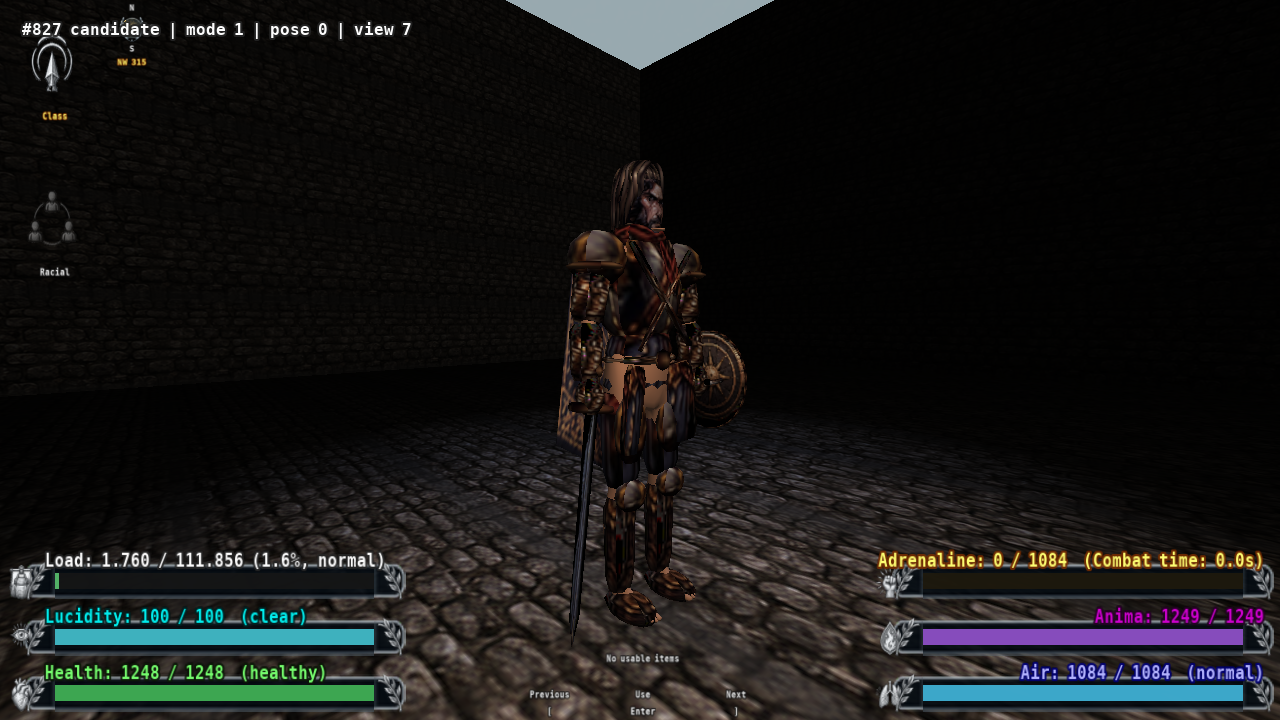 #827 candidate | mode 1 | pose 0 | view 7
N
S
NW 315
Class
Racial
Load: 1.760 / 111.856 (1.6%, normal)
Lucidity: 100 / 100 (clear)
Health: 1248 / 1248 (healthy)
Adrenaline: 0 / 1084 (Combat time: 0.0s)
Anima: 1249 / 1249
Air: 1084 / 1084 (normal)
No usable items
Previous Use Next
[ Enter ]